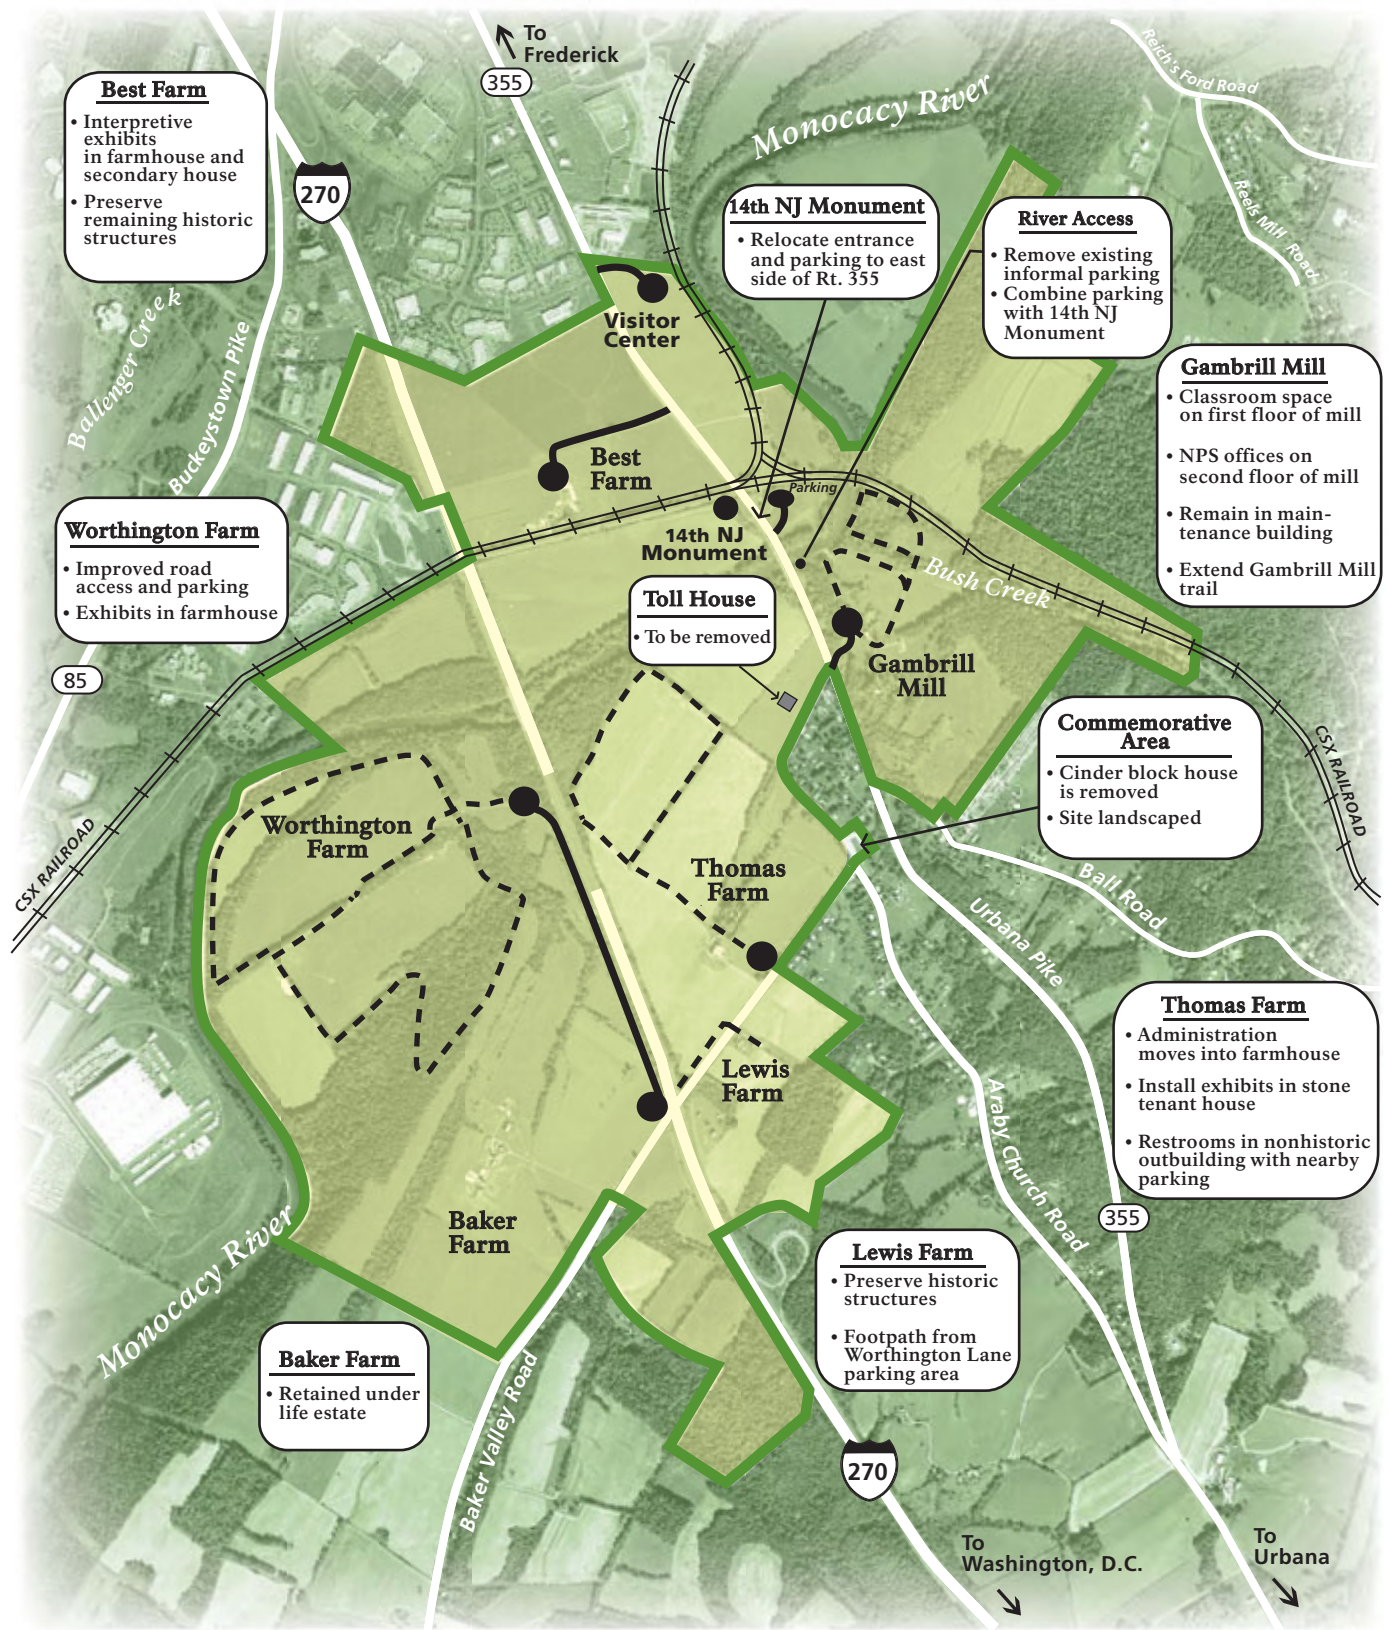 To
Frederick
355
Reich's Ford Road
Reels Mill Road
Monocacy River
Best Farm
• Interpretive
exhibits
in farmhouse and
secondary house
• Preserve
remaining historic
structures
270
14th NJ Monument
• Relocate entrance
and parking to east
side of Rt. 355
River Access
• Remove existing
informal parking
• Combine parking
with 14th NJ
Monument
Visitor
Center
Ballenger Creek
Buckeystown Pike
Gambrill Mill
• Classroom space
on first floor of mill
• NPS offices on
second floor of mill
• Remain in main-
tenance building
• Extend Gambrill Mill
trail
Best
Farm
Parking
14th NJ
Monument
Worthington Farm
• Improved road
access and parking
• Exhibits in farmhouse
Bush Creek
Toll House
• To be removed
85
Gambrill
Mill
Commemorative
Area
• Cinder block house
is removed
• Site landscaped
CSX RAILROAD
CSX RAILROAD
Worthington
Farm
Thomas
Farm
Ball Road
Urbana Pike
Thomas Farm
• Administration
moves into farmhouse
• Install exhibits in stone
tenant house
• Restrooms in nonhistoric
outbuilding with nearby
parking
Lewis
Farm
Araby Church Road
355
Baker
Farm
Monocacy River
Lewis Farm
• Preserve historic
structures
• Footpath from
Worthington Lane
parking area
Baker Farm
• Retained under
life estate
Baker Valley Road
270
To
Washington, D.C.
To
Urbana